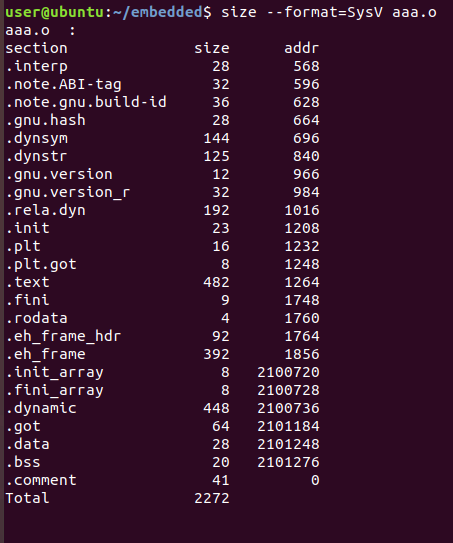 user@ubuntu:~/embedded$ size --format=SysV aaa.o
aaa.o  :
section                size      addr
.interp                  28       568
.note.ABI-tag            32       596
.note.gnu.build-id       36       628
.gnu.hash                28       664
.dynsym                 144       696
.dynstr                 125       840
.gnu.version             12       966
.gnu.version_r           32       984
.rela.dyn               192      1016
.init                    23      1208
.plt                     16      1232
.plt.got                  8      1248
.text                   482      1264
.fini                     9      1748
.rodata                   4      1760
.eh_frame_hdr            92      1764
.eh_frame               392      1856
.init_array               8   2100720
.fini_array               8   2100728
.dynamic                448   2100736
.got                     64   2101184
.data                    28   2101248
.bss                     20   2101276
.comment                 41         0
Total                  2272